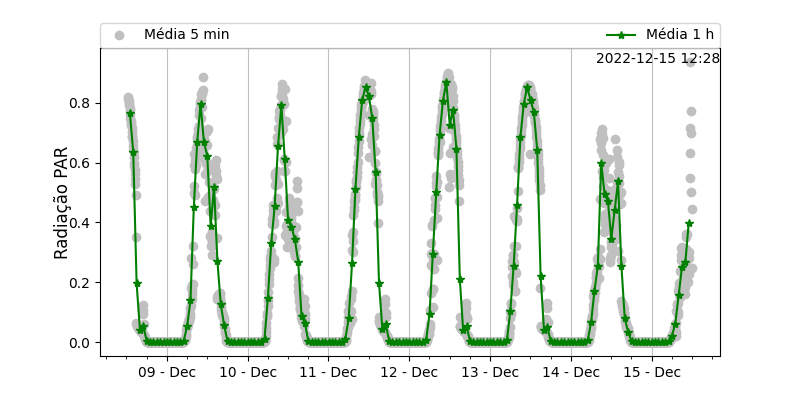 Média 5 min
Média 1 h
2022-12-15 12:28
Radiação PAR
0.8
0.6
0.4
0.2
0.0
09 - Dec
10 - Dec
11 - Dec
12 - Dec
13 - Dec
14 - Dec
15 - Dec